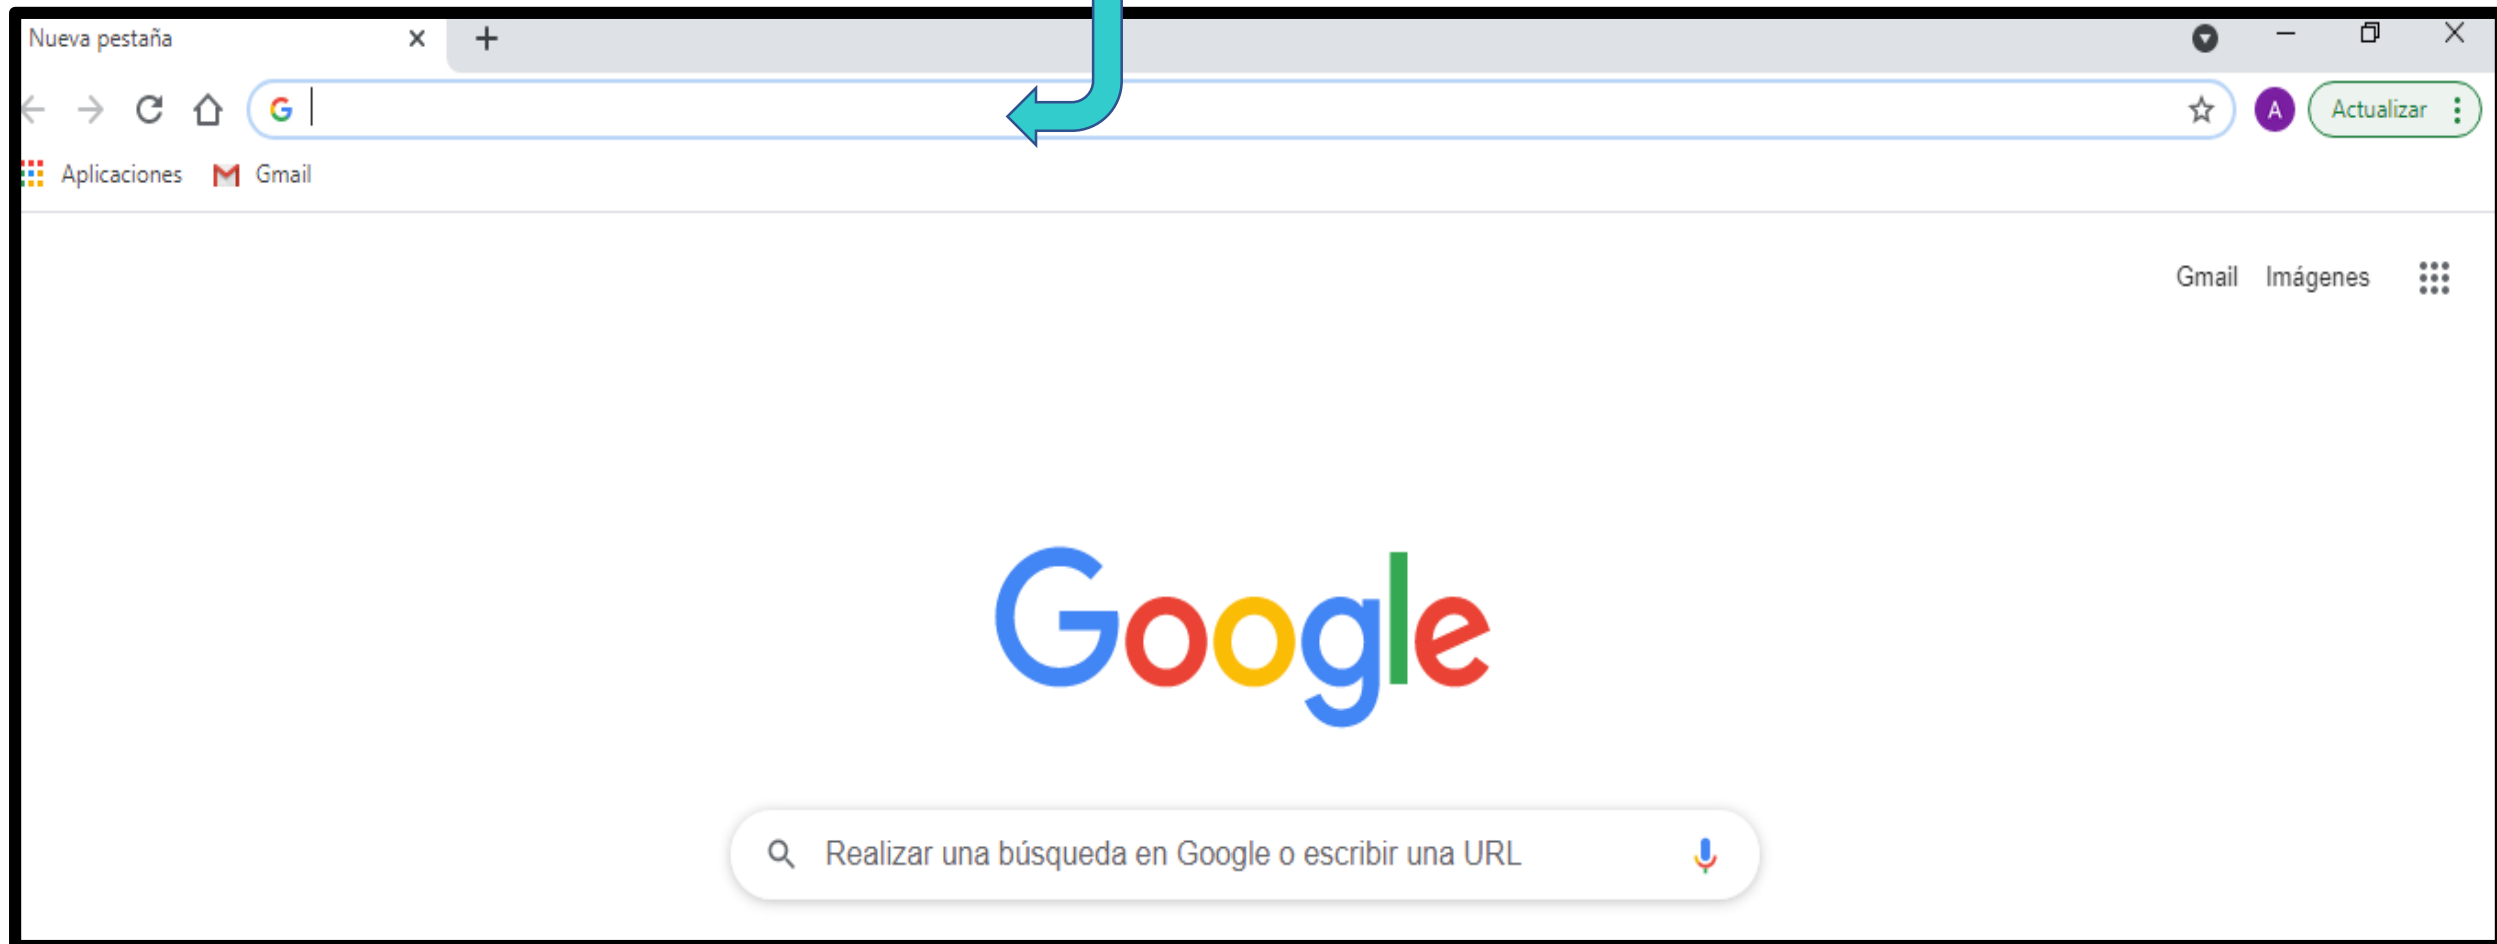 Nueva pestaña
A
Actualizar
Aplicaciones
Gmail
Gmail
Imágenes
Google
Realizar una búsqueda en Google o escribir una URL